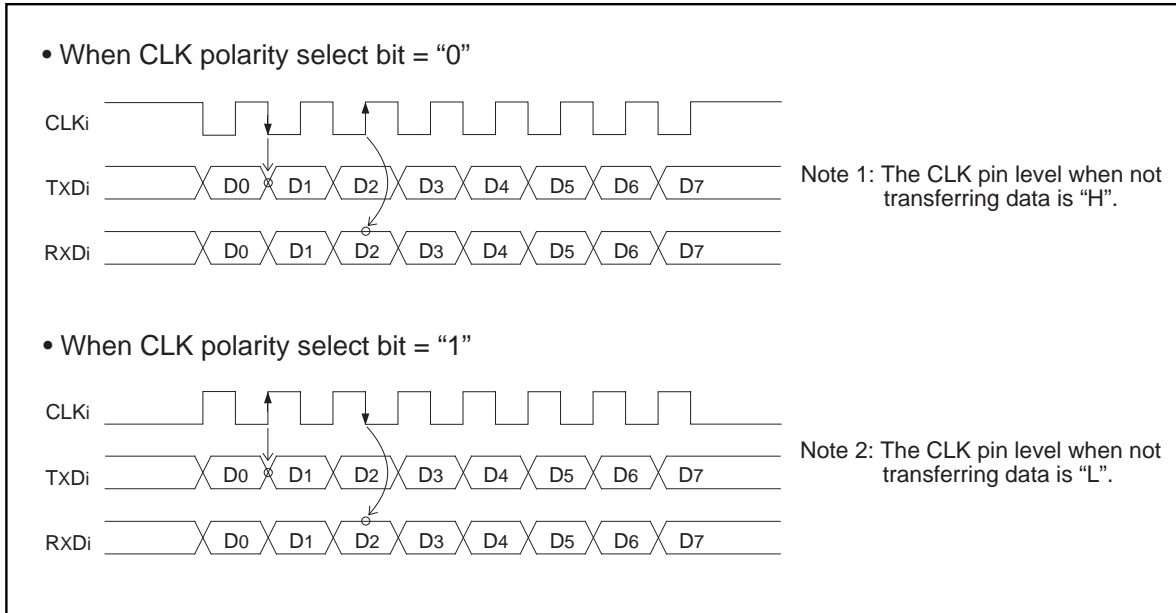 • When CLK polarity select bit = “0”
CLKi
TXDi D0 D1 D2 D3 D4 D5 D6 D7
Note 1: The CLK pin level when not
transferring data is “H”.
RXDi D0 D1 D2 D3 D4 D5 D6 D7
• When CLK polarity select bit = “1”
CLKi
TXDi D0 D1 D2 D3 D4 D5 D6 D7
Note 2: The CLK pin level when not
transferring data is “L”.
RXDi D0 D1 D2 D3 D4 D5 D6 D7